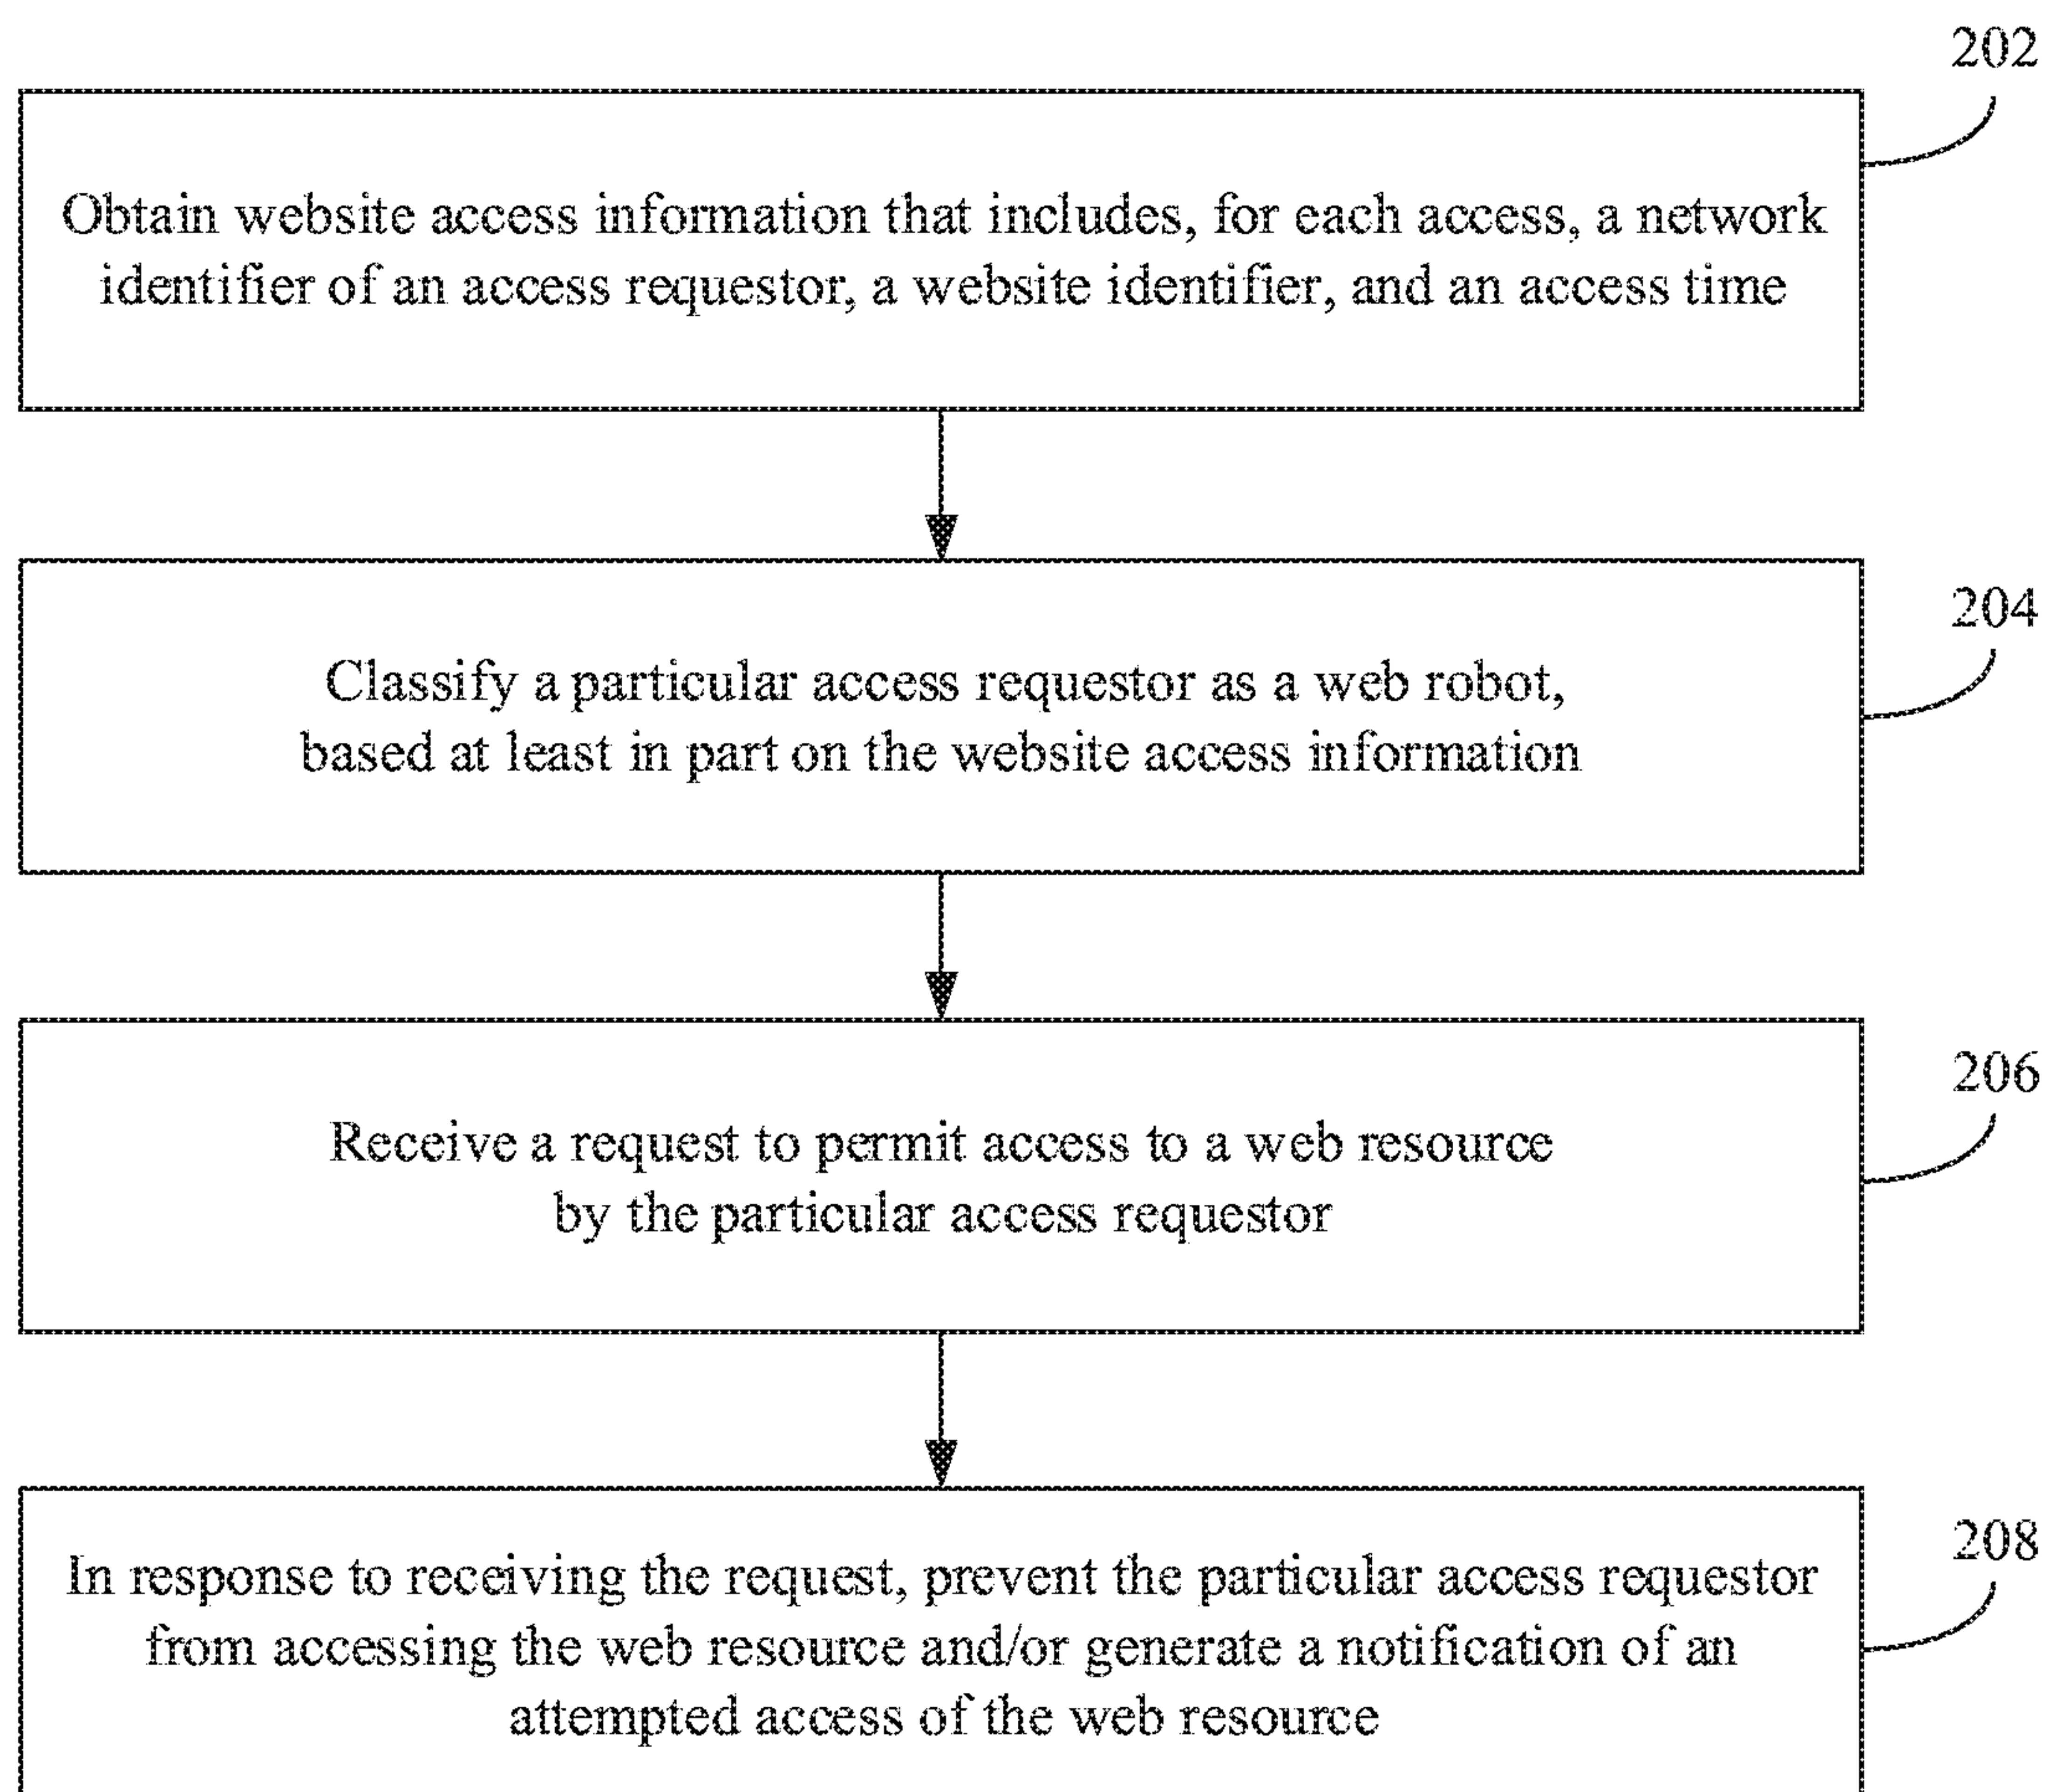 202
Obtain website access information that includes, for each access, a network
identifier of an access requestor, a website identifier, and an access time
204
Classify a particular access requestor as a web robot,
based at least in part on the website access information
206
Receive a request to permit access to a web resource
by the particular access requestor
208
In response to receiving the request, prevent the particular access requestor
from accessing the web resource and/or generate a notification of an
attempted access of the web resource